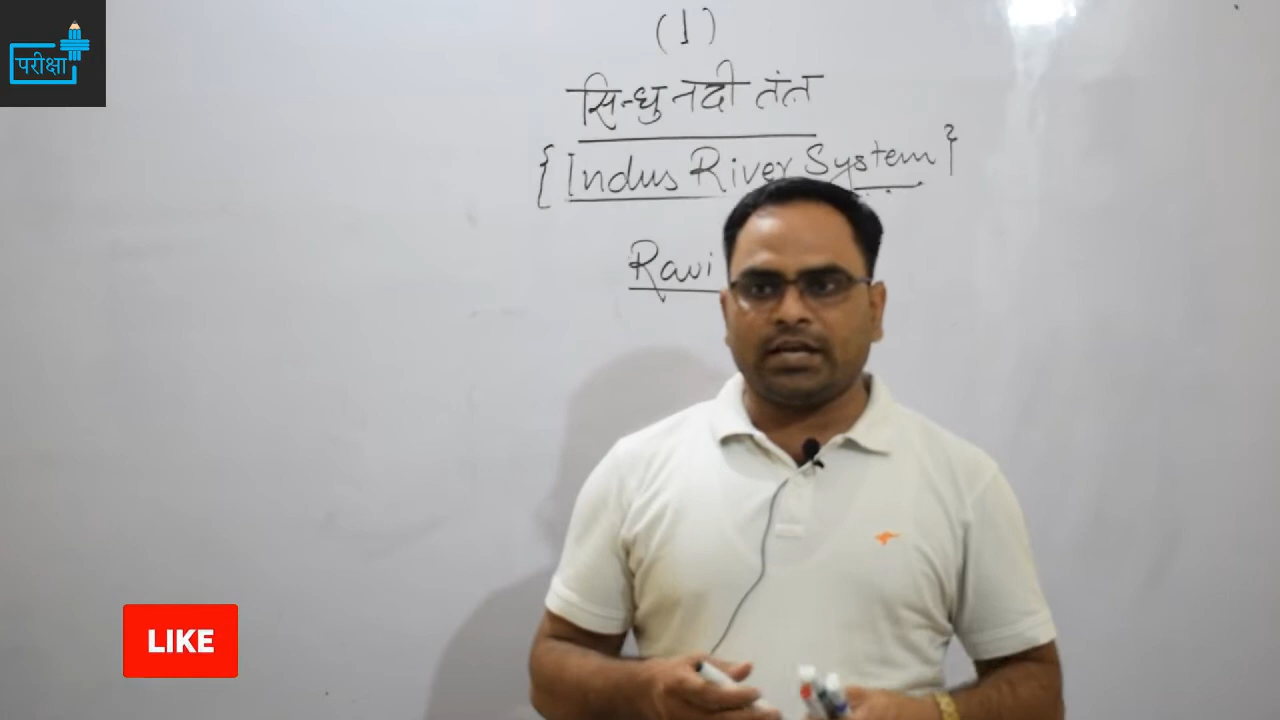 परीक्षा
(1)
सिन्धु नदी तंत्र
{Indus River System}
Ravi
LIKE